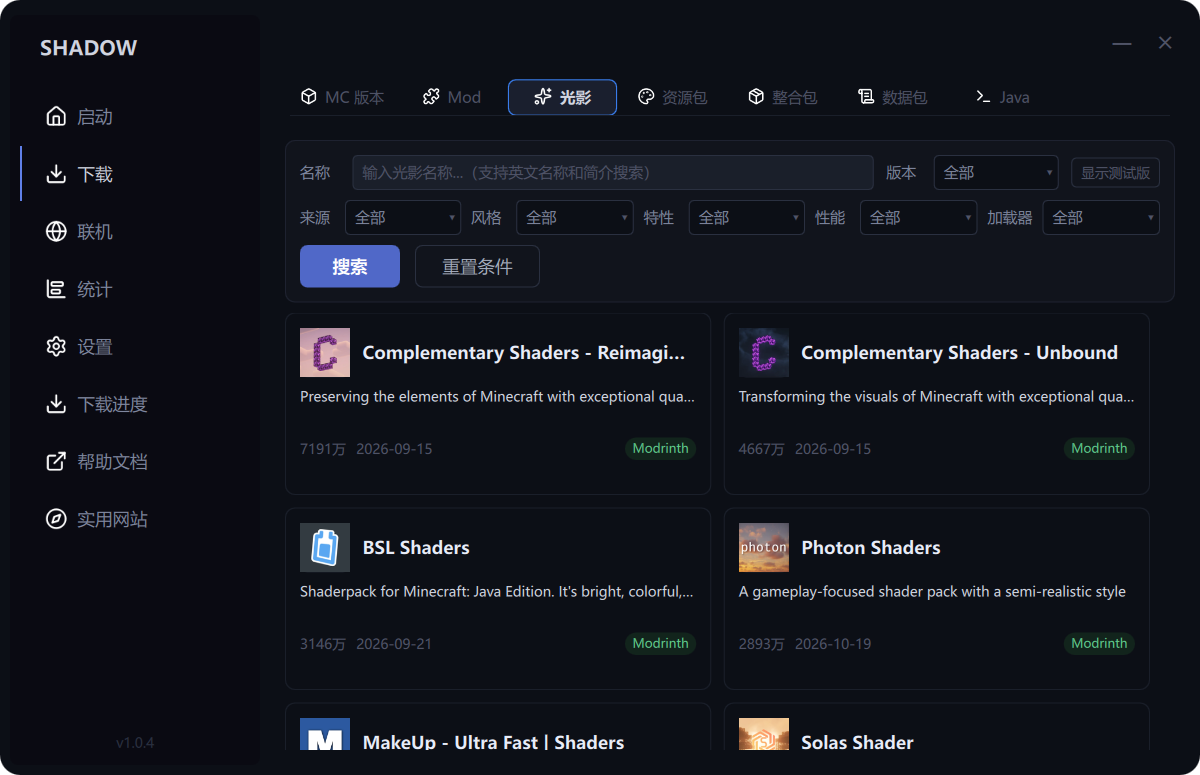 SHADOW
启动
下载
联机
统计
设置
下载进度
帮助文档
实用网站
v1.0.4
MC 版本 Mod 光影 资源包 整合包 数据包 Java
名称 输入光影名称... (支持英文名称和简介搜索) 版本 全部 显示测试版
来源 全部 风格 全部 特性 全部 性能 全部 加载器 全部
搜索 重置条件
Complementary Shaders - Reimagi...
Preserving the elements of Minecraft with exceptional qua...
7191万 2026-09-15 Modrinth
Complementary Shaders - Unbound
Transforming the visuals of Minecraft with exceptional qua...
4667万 2026-09-15 Modrinth
BSL Shaders
Shaderpack for Minecraft: Java Edition. It's bright, colorful,...
3146万 2026-09-21 Modrinth
photon
Photon Shaders
A gameplay-focused shader pack with a semi-realistic style
2893万 2026-10-19 Modrinth
MakeUp - Ultra Fast | Shaders
Solas Shader